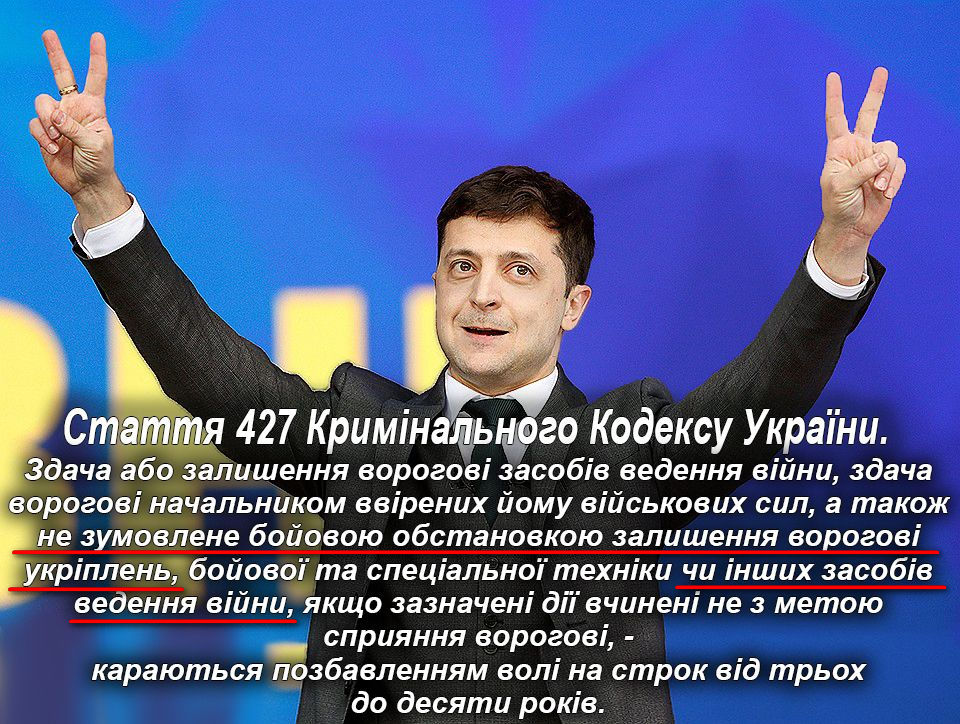 Стаття 427 Кримінального Кодексу України.
Здача або залишення ворогові засобів ведення війни, здача
ворогові начальником ввірених йому військових сил, а також
не зумовлене бойовою обстановкою залишення ворогові
укріплень, бойової та спеціальної техніки чи інших засобів
ведення війни, якщо зазначені дії вчинені не з метою
сприяння ворогові, -
караються позбавленням волі на строк від трьох
до десяти років.